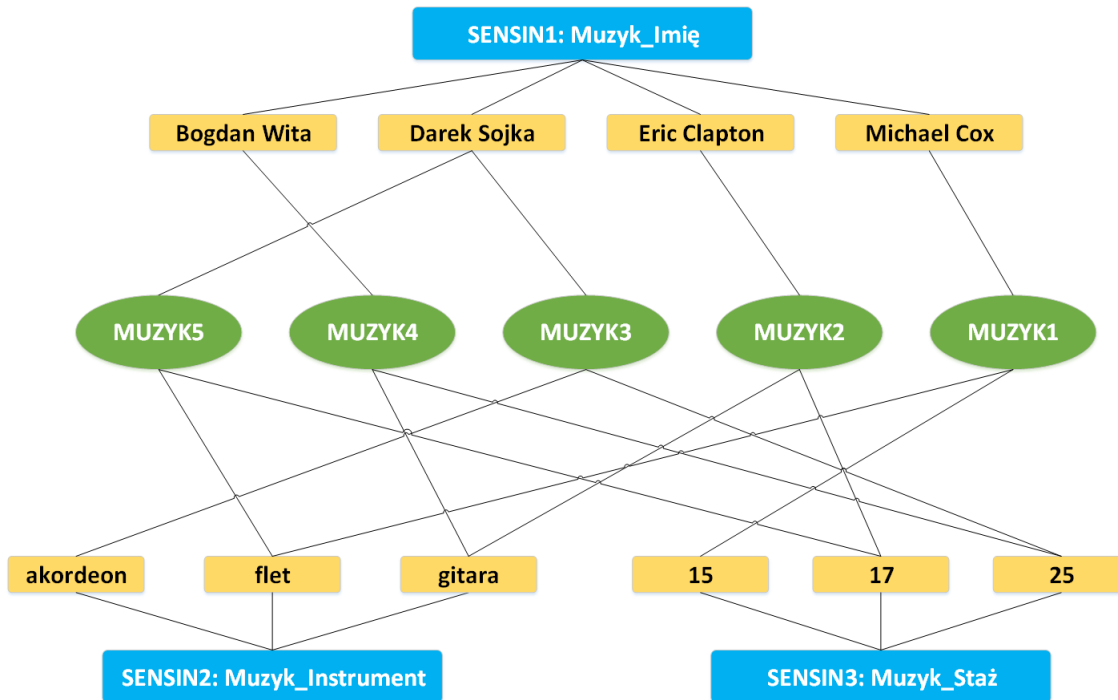 SENSIN1: Muzyk_Imię
Bogdan Wita
Darek Sojka
Eric Clapton
Michael Cox
MUZYK5
MUZYK4
MUZYK3
MUZYK2
MUZYK1
akordeon
flet
gitara
15
17
25
SENSIN2: Muzyk_Instrument
SENSIN3: Muzyk_Staż